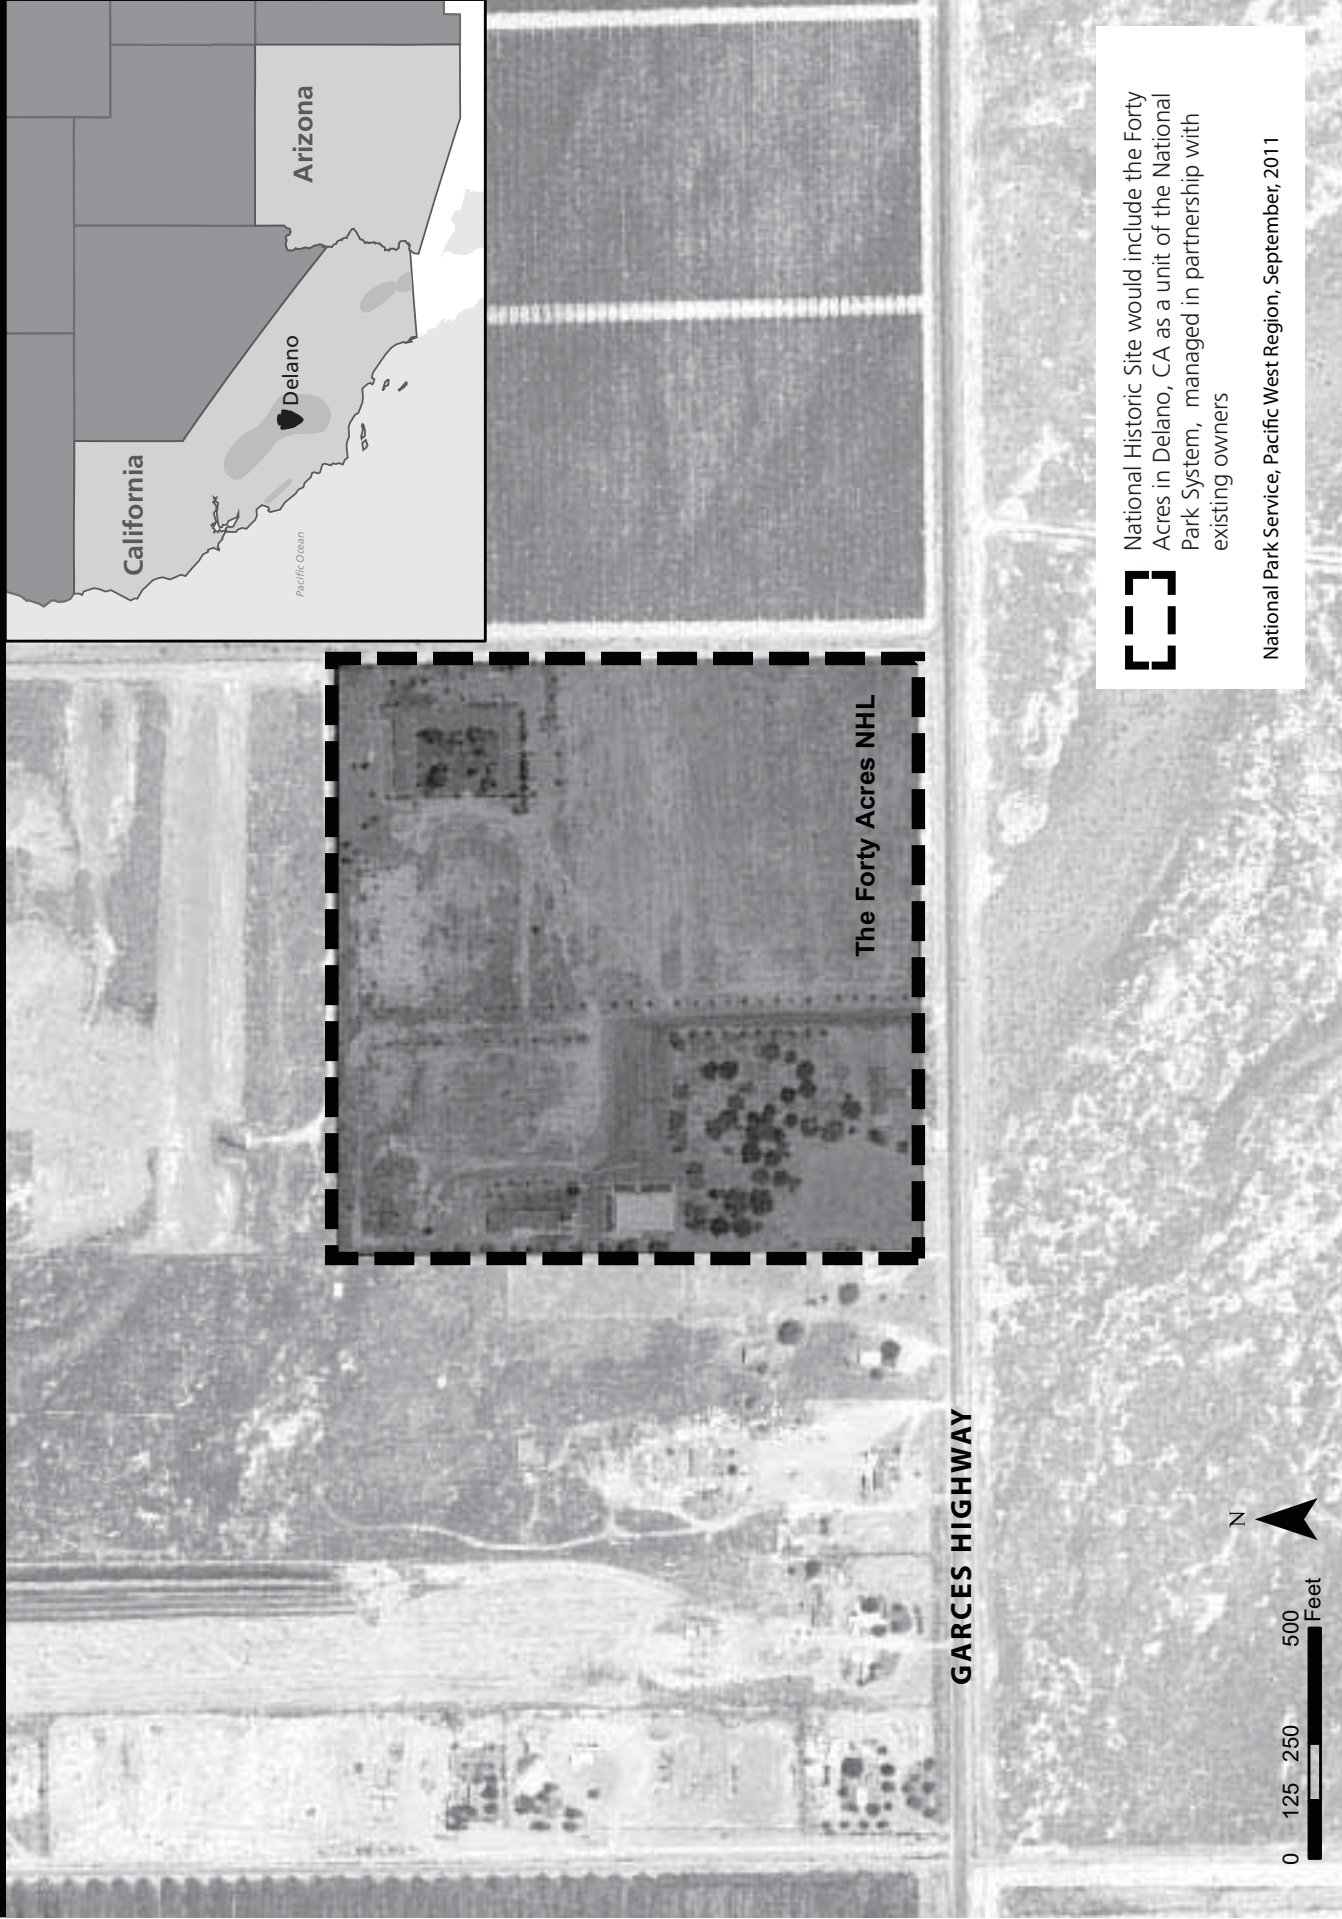 California
Arizona
Delano
Pacific Ocean
The Forty Acres NHL
GARCES HIGHWAY
National Historic Site would include the Forty
Acres in Delano, CA as a unit of the National
Park System, managed in partnership with
existing owners
National Park Service, Pacific West Region, September, 2011
N
0 125 250 500
Feet